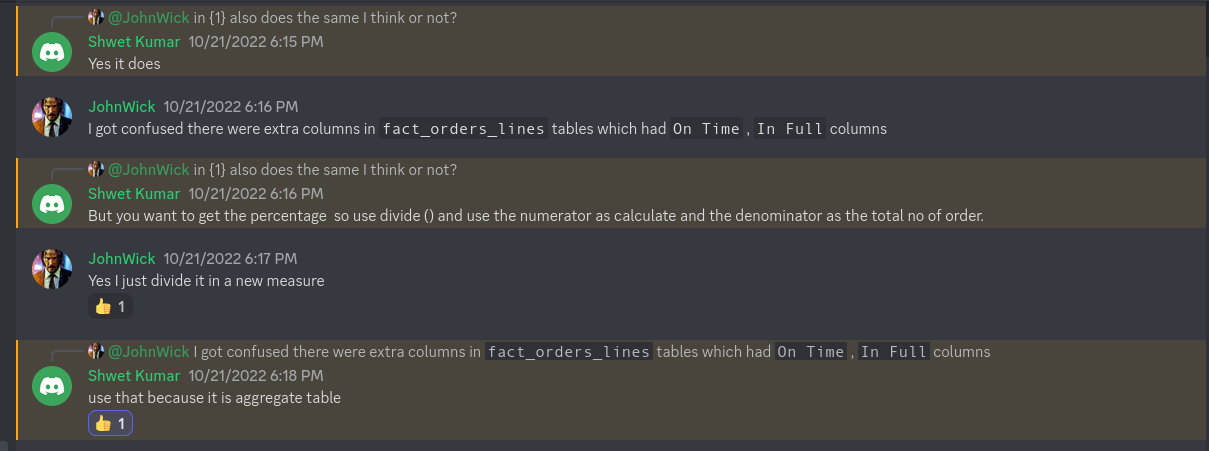 @JohnWick in {1} also does the same I think or not?
Shwet Kumar 10/21/2022 6:15 PM
Yes it does
JohnWick 10/21/2022 6:16 PM
I got confused there were extra columns in fact_orders_lines tables which had On Time , In Full columns
@JohnWick in {1} also does the same I think or not?
Shwet Kumar 10/21/2022 6:16 PM
But you want to get the percentage  so use divide () and use the numerator as calculate and the denominator as the total no of order.
JohnWick 10/21/2022 6:17 PM
Yes I just divide it in a new measure
👍 1
@JohnWick I got confused there were extra columns in fact_orders_lines tables which had On Time , In Full columns
Shwet Kumar 10/21/2022 6:18 PM
use that because it is aggregate table
👍 1